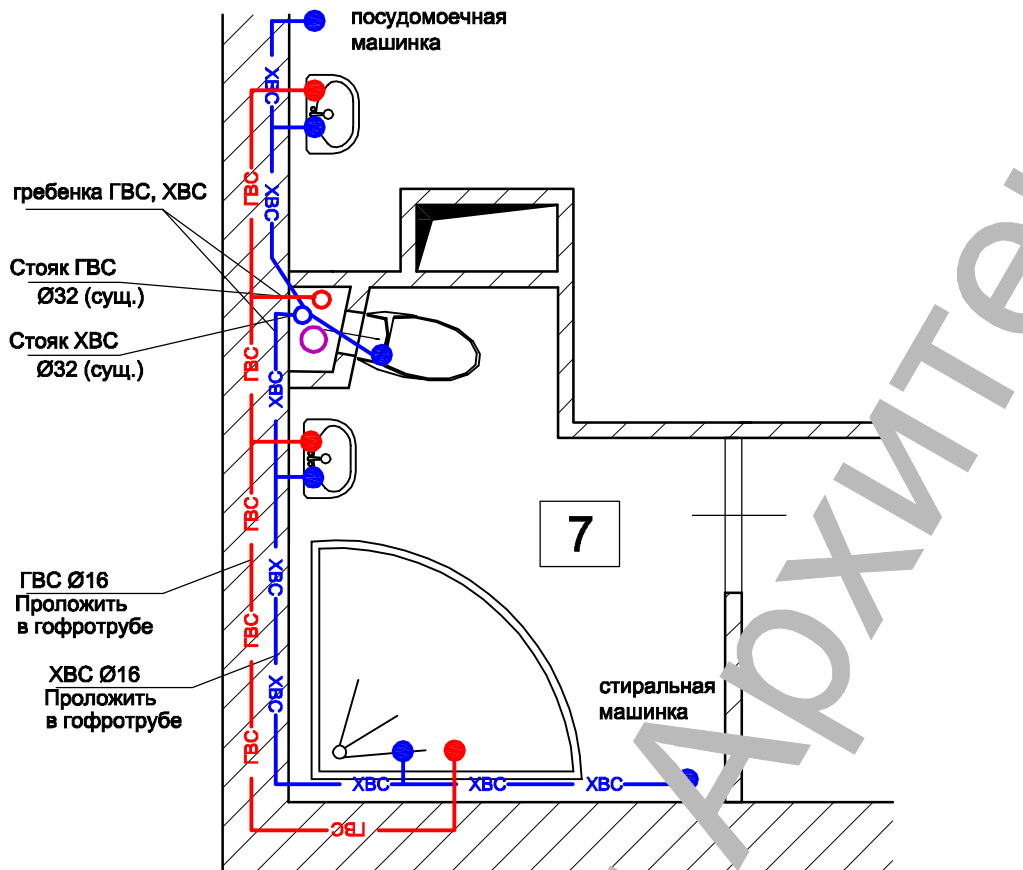 посудомоечная
машинка
ХВС
ГВС
ХВС
гребенка ГВС, ХВС
Стояк ГВС
Ø32 (сущ.)
Стояк ХВС
Ø32 (сущ.)
ГВС
ХВС
ГВС
7
ХВС
ГВС Ø16
Проложить
в гофротрубе
ГВС
ХВС Ø16
Проложить
в гофротрубе
ХВС
стиральная
машинка
ГВС
ХВС
ХВС
ХВС
ГВС
Архите